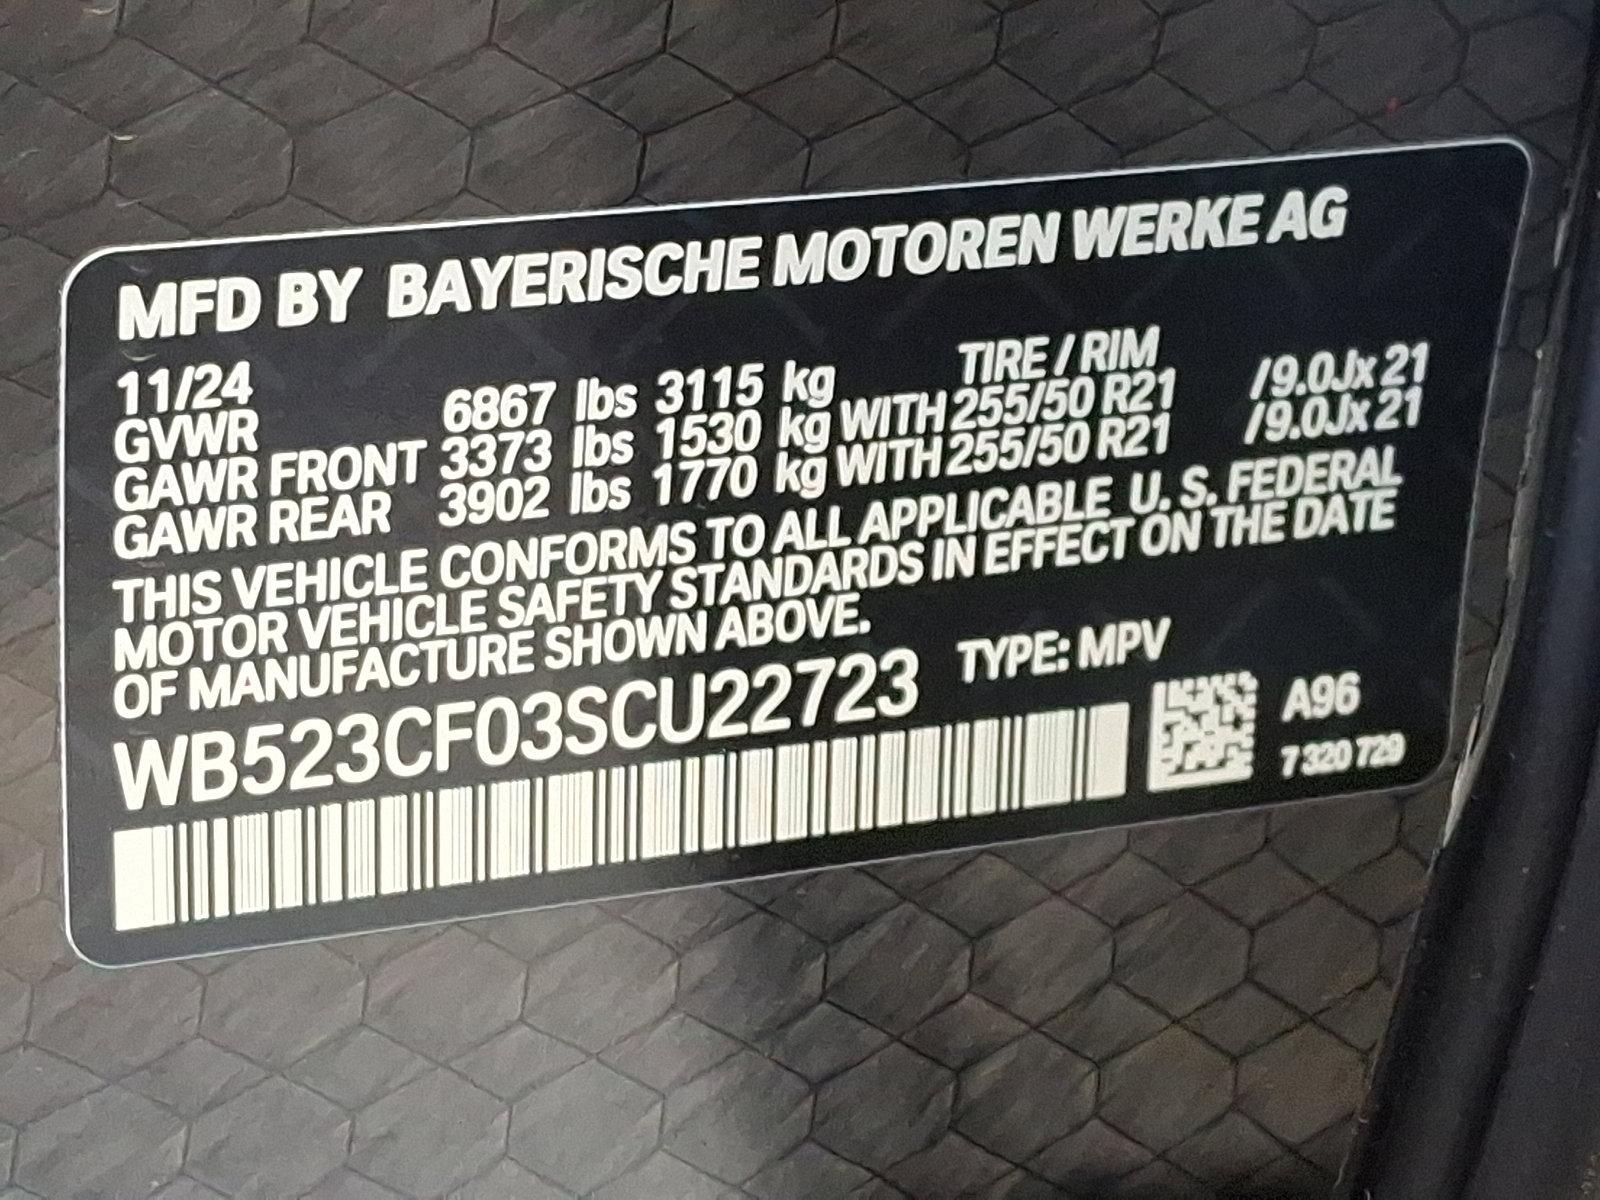 MFD BY BAYERISCHE MOTOREN WERKE AG
11/24 TIRE / RIM
GVWR 6867 lbs 3115 kg
GAWR FRONT 3373 lbs 1530 kg WITH 255/50 R21 /9.0Jx 21
GAWR REAR 3902 lbs 1770 kg WITH 255/50 R21 /9.0Jx 21
THIS VEHICLE CONFORMS TO ALL APPLICABLE U. S. FEDERAL
MOTOR VEHICLE SAFETY STANDARDS IN EFFECT ON THE DATE
OF MANUFACTURE SHOWN ABOVE.
WB523CF03SCU22723 TYPE: MPV
A96
7 320 729